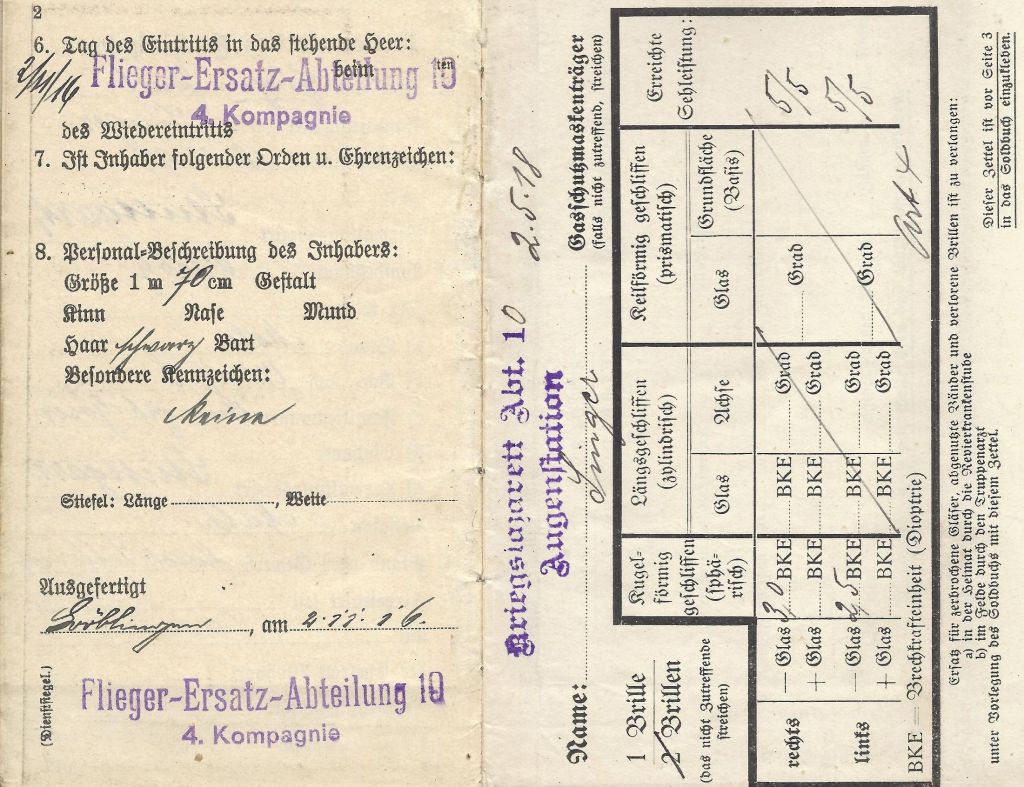 2
6. Tag des Eintritts in das stehende Heer:
2/11/16 beim ten
Flieger-Ersatz-Abteilung 10
4. Kompagnie
des Wiedereintritts
7. Ist Inhaber folgender Orden u. Ehrenzeichen:
8. Personal-Beschreibung des Inhabers:
Größe 1 m 70 cm Gestalt
Kinn Nase Mund
Haar schwarz Bart
Besondere Kennzeichen:
Keine
Stiefel: Länge, Weite
Ausgefertigt
Böblingen, am 2.11.16.
(Dienstsiegel.)
Flieger-Ersatz-Abteilung 10
4. Kompagnie
Kriegslazarett Abt. 10 2.5.18
Augenstation
Name: Singer Gasschutzmaskenträger
(falls nicht zutreffend, streichen)
1 Brille
2 Brillen
(das nicht Zutreffende streichen)
Kugelförmig geschliffen (sphärisch)
Längsgeschliffen (zylindrisch)
Keilförmig geschliffen (prismatisch)
Erreichte Sehleistung:
Glas Achse Glas Grundfläche (Basis)
rechts
— Glas 3,0 BKE BKE Grad Grad 5/5
+ Glas BKE BKE Grad
links
— Glas 2,5 BKE BKE Grad Grad 5/5
+ Glas BKE BKE Grad
BKE = Brechkrafteinheit (Dioptrie)
Ersatz für zerbrochene Gläser, abgenutzte Bänder und verlorene Brillen ist zu verlangen:
a) in der Heimat durch die Revierkrankenstube
b) im Felde durch den Truppenarzt
unter Vorlegung des Soldbuchs mit diesem Zettel.
Dieser Zettel ist vor Seite 3
in das Soldbuch einzukleben.